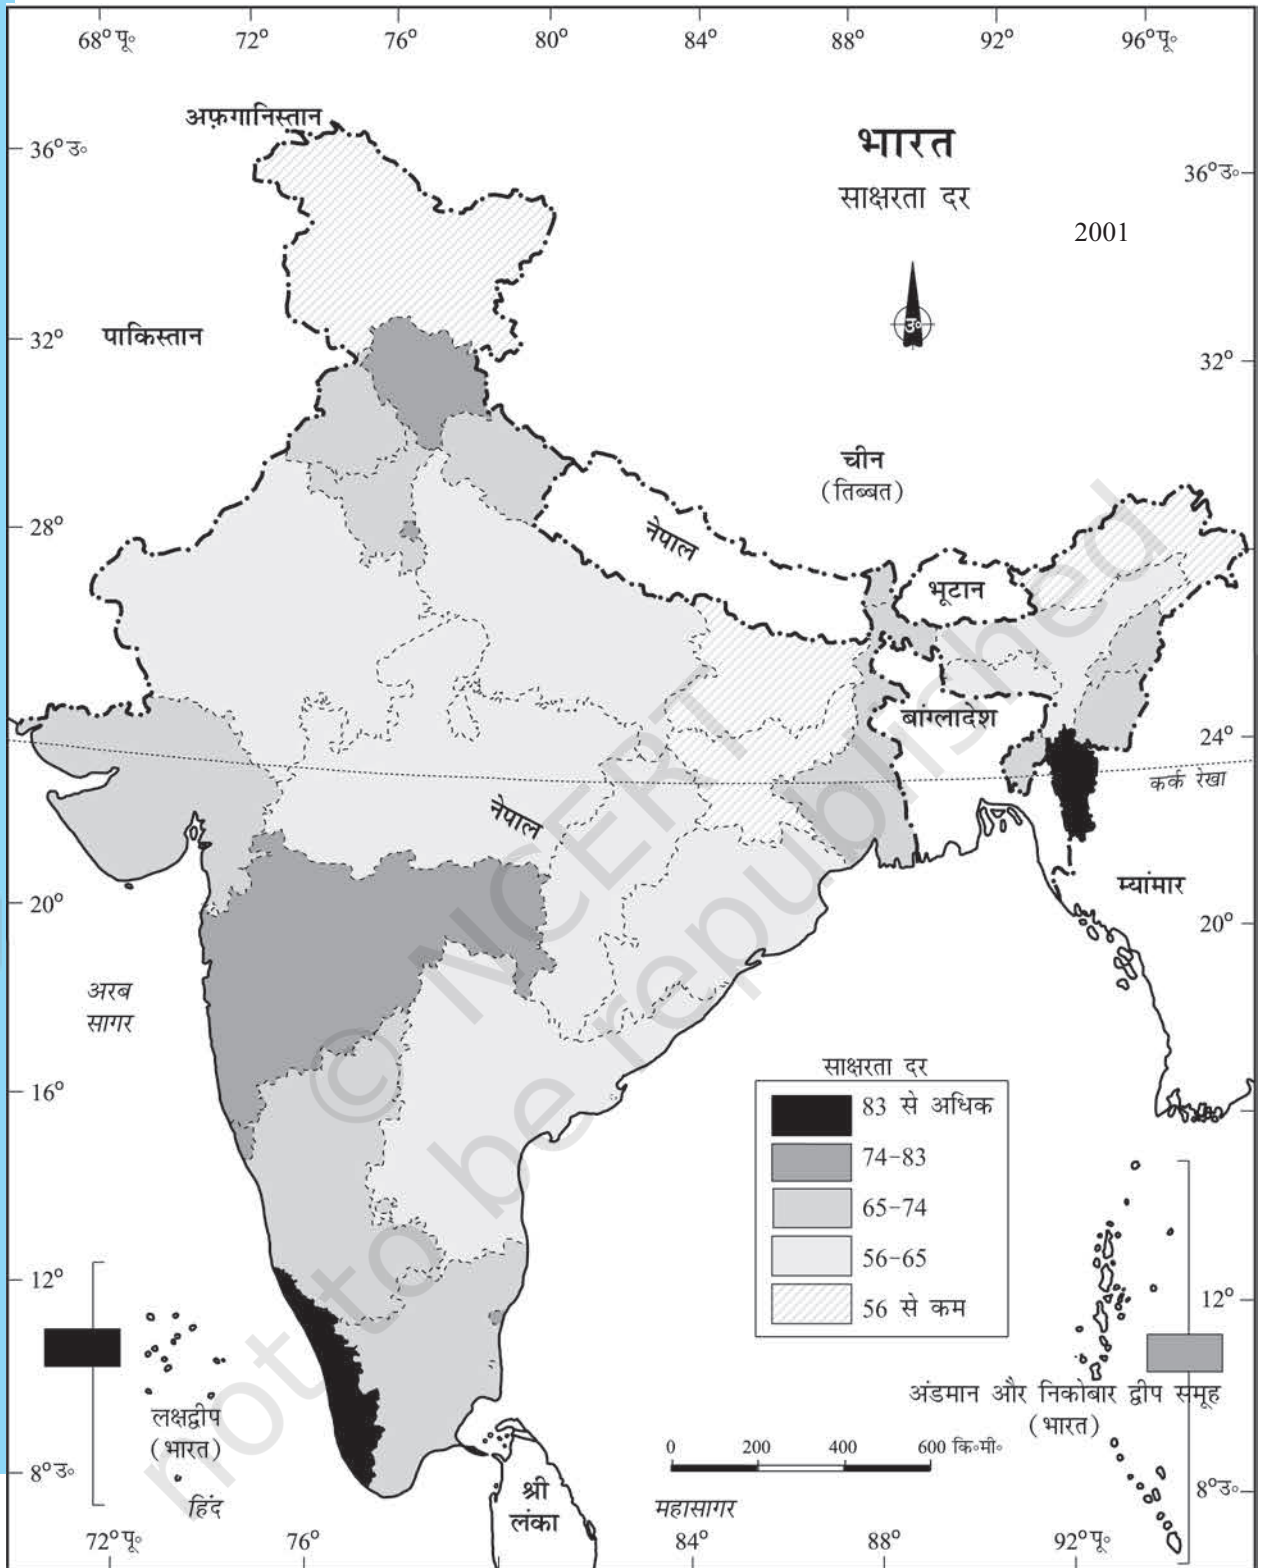 68° पू॰ 72° 76° 80° 84° 88° 92° 96° पू॰
अफ़गानिस्तान
भारत
साक्षरता दर
2001
36° उ॰
36° उ॰
उ॰
पाकिस्तान
32°
32°
चीन
(तिब्बत)
नेपाल
28°
भूटान
बांग्लादेश
24°
कर्क रेखा
नेपाल
म्यांमार
20°
20°
अरब
सागर
साक्षरता दर
83 से अधिक
74-83
65-74
56-65
56 से कम
16°
12°
12°
लक्षद्वीप
(भारत)
अंडमान और निकोबार द्वीप समूह
(भारत)
0 200 400 600 कि॰मी॰
8° उ॰
8° उ॰
हिंद
श्री
लंका
महासागर
72° पू॰ 76° 84° 88° 92° पू॰
© NCERT
not to be republished